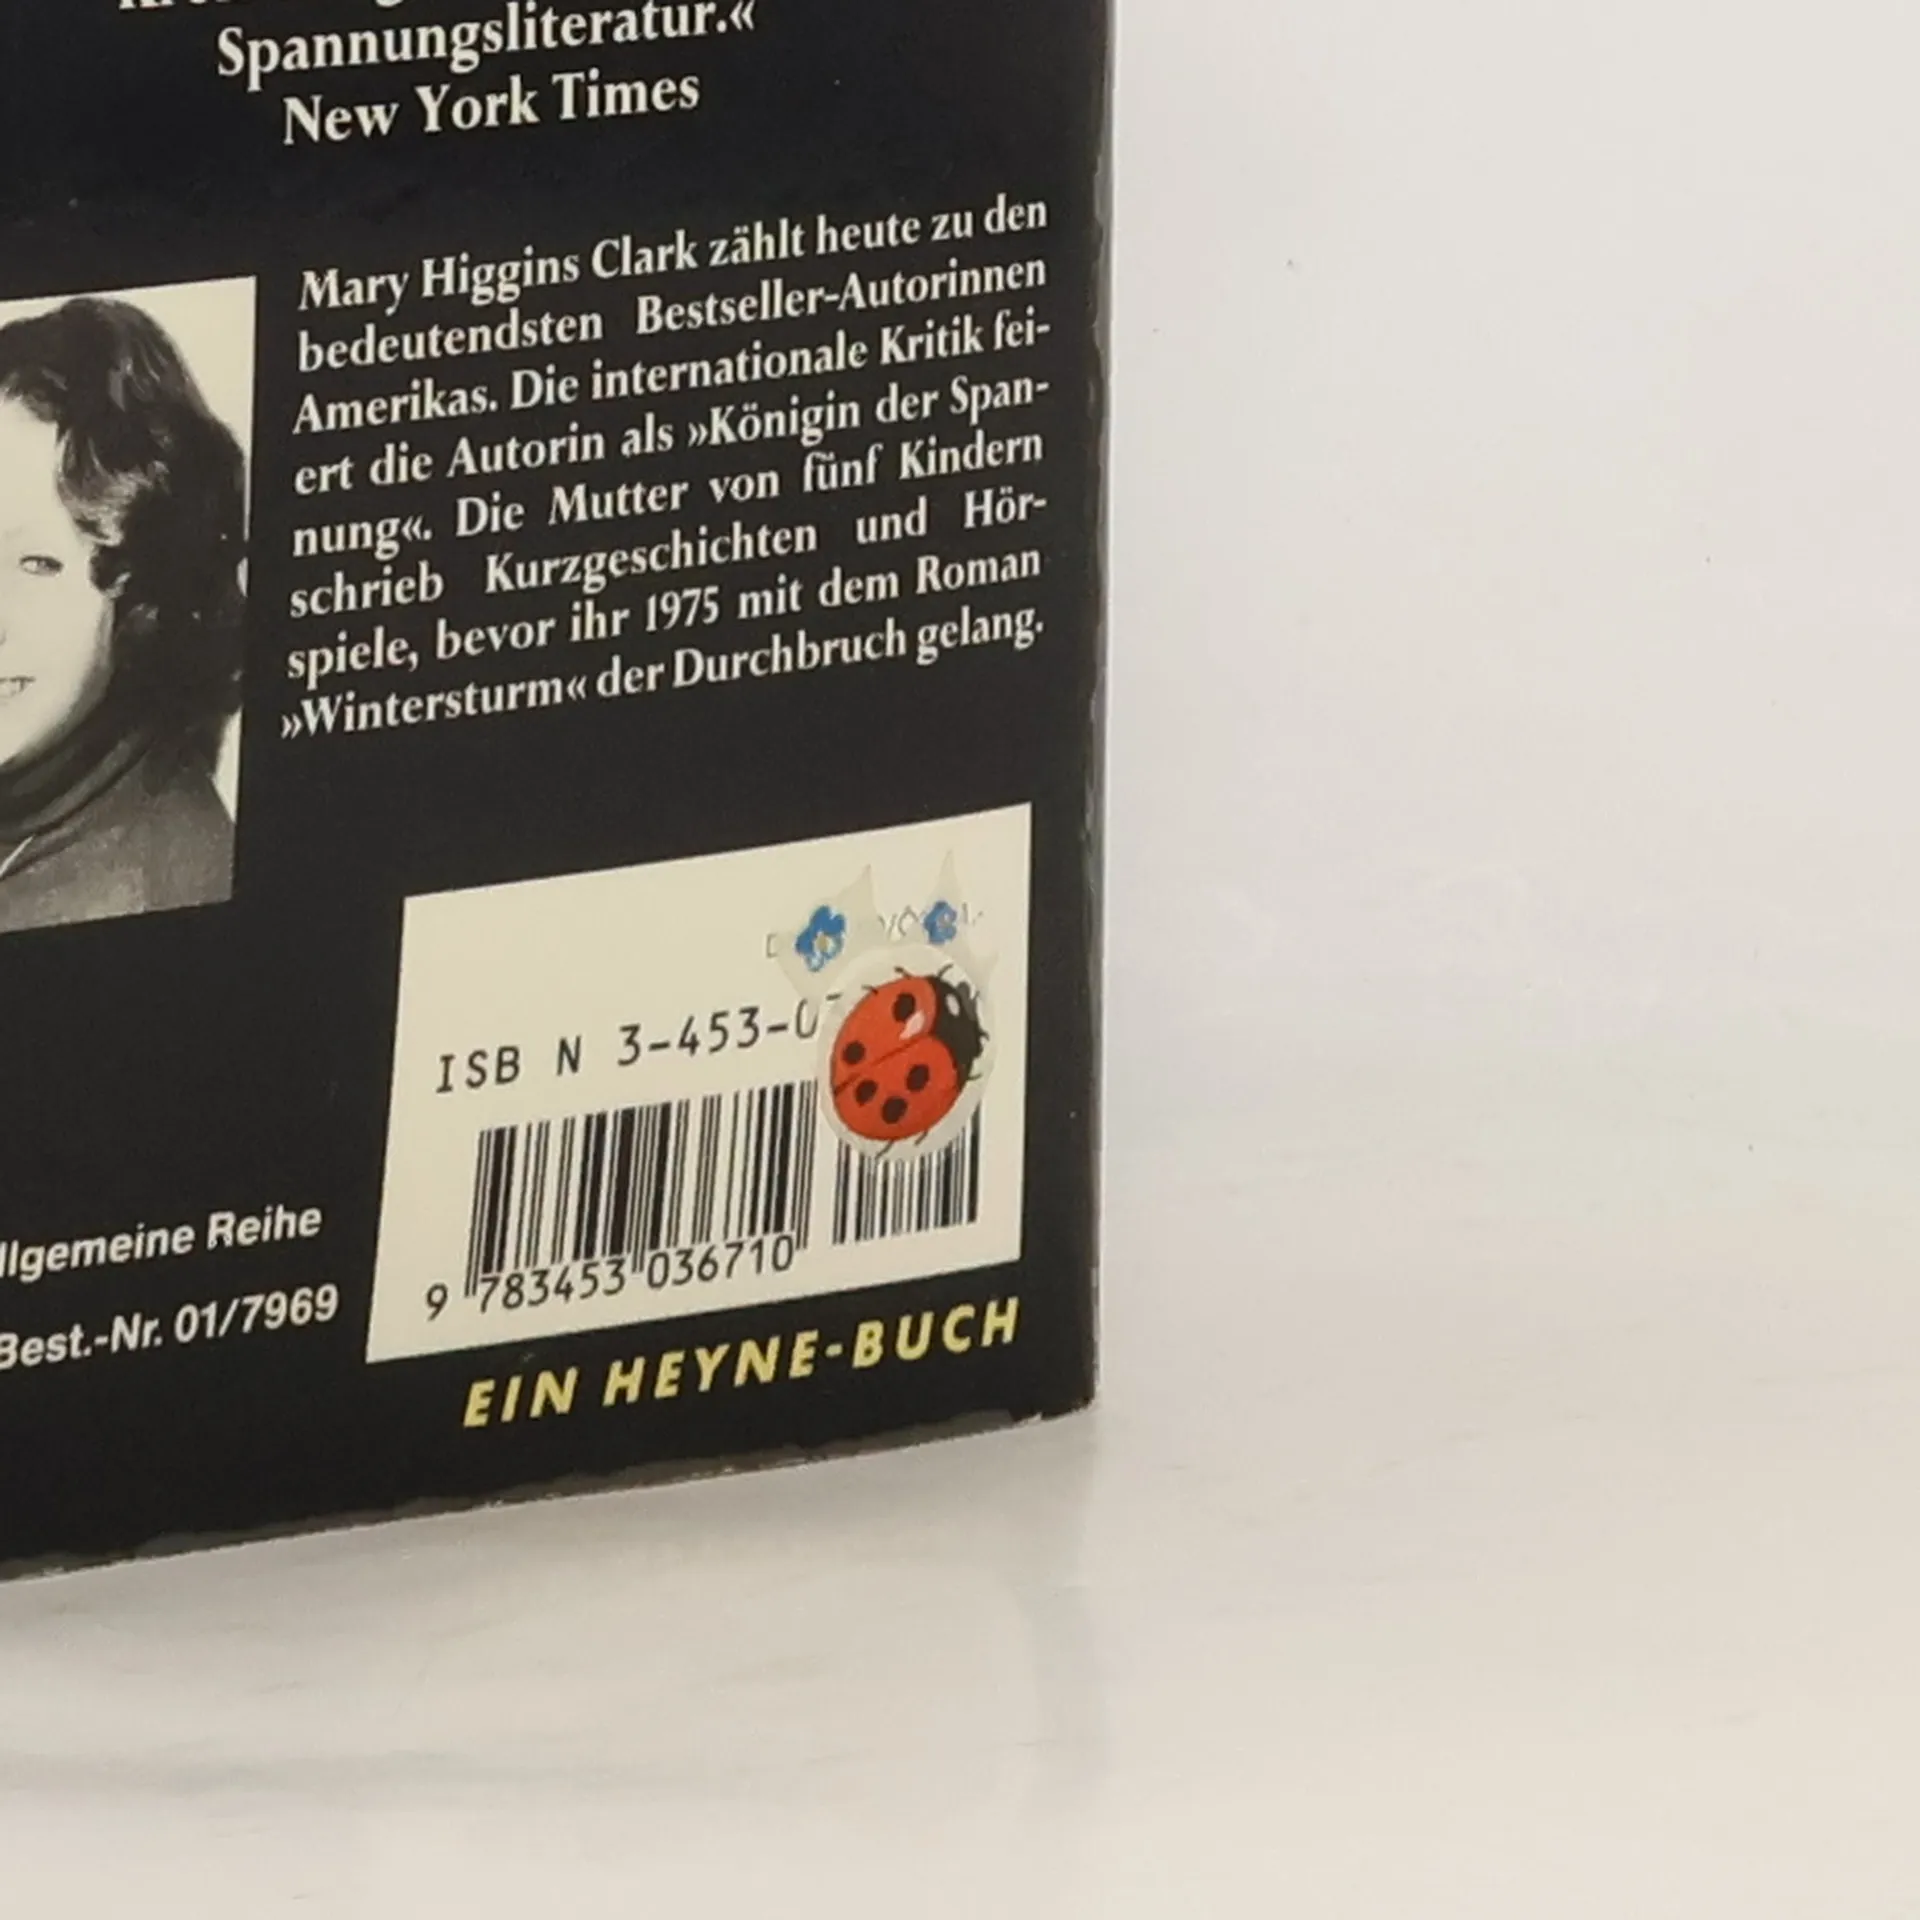 Spannungsliteratur.«
New York Times
Mary Higgins Clark zählt heute zu den
bedeutendsten Bestseller-Autorinnen
Amerikas. Die internationale Kritik fei-
ert die Autorin als »Königin der Span-
nung«. Die Mutter von fünf Kindern
schrieb Kurzgeschichten und Hör-
spiele, bevor ihr 1975 mit dem Roman
»Wintersturm« der Durchbruch gelang.
ISB N 3-453-0
9 783453 036710
llgemeine Reihe
Best.-Nr. 01/7969
EIN HEYNE-BUCH